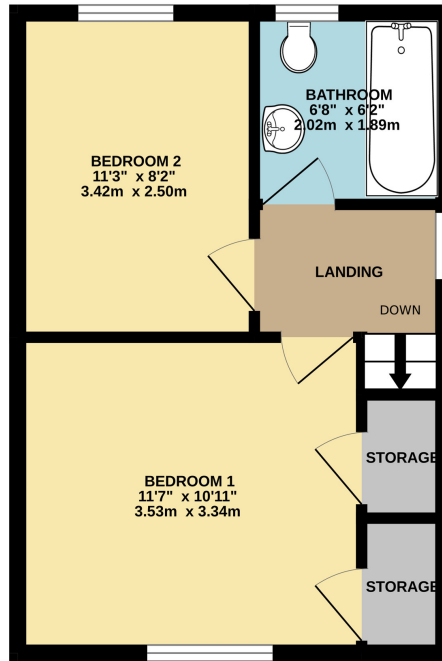 BATHROOM
6'8" x 6'2"
2.02m x 1.89m
BEDROOM 2
11'3" x 8'2"
3.42m x 2.50m
LANDING
DOWN
STORAGE
BEDROOM 1
11'7" x 10'11"
3.53m x 3.34m
STORAGE